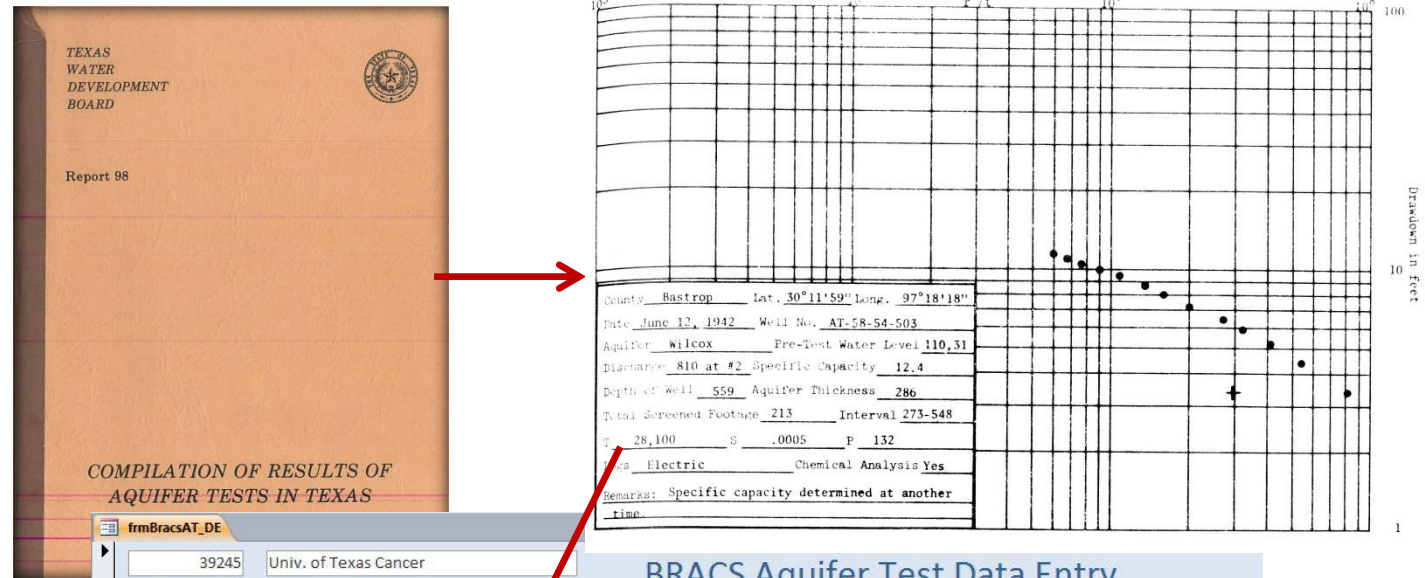 TEXAS
WATER
DEVELOPMENT
BOARD
Report 98
COMPILATION OF RESULTS OF
AQUIFER TESTS IN TEXAS
100
10
1
Drawdown in feet
County Bastrop Lat. 30°11'59" Long. 97°18'18"
Date June 12, 1942 Well No. AT-58-54-503
Aquifer Wilcox Pre-Test Water Level 110,31
Discharge 810 at #2 Specific Capacity 12.4
Depth of Well 559 Aquifer Thickness 286
Total Screened Footage 213 Interval 273-548
T 28,100 S .0005 P 132
Electric Chemical Analysis Yes
Remarks: Specific capacity determined at another
time.
frmBracsAT_DE
39245 Univ. of Texas Cancer
BRACS Aquifer Test Data Entry